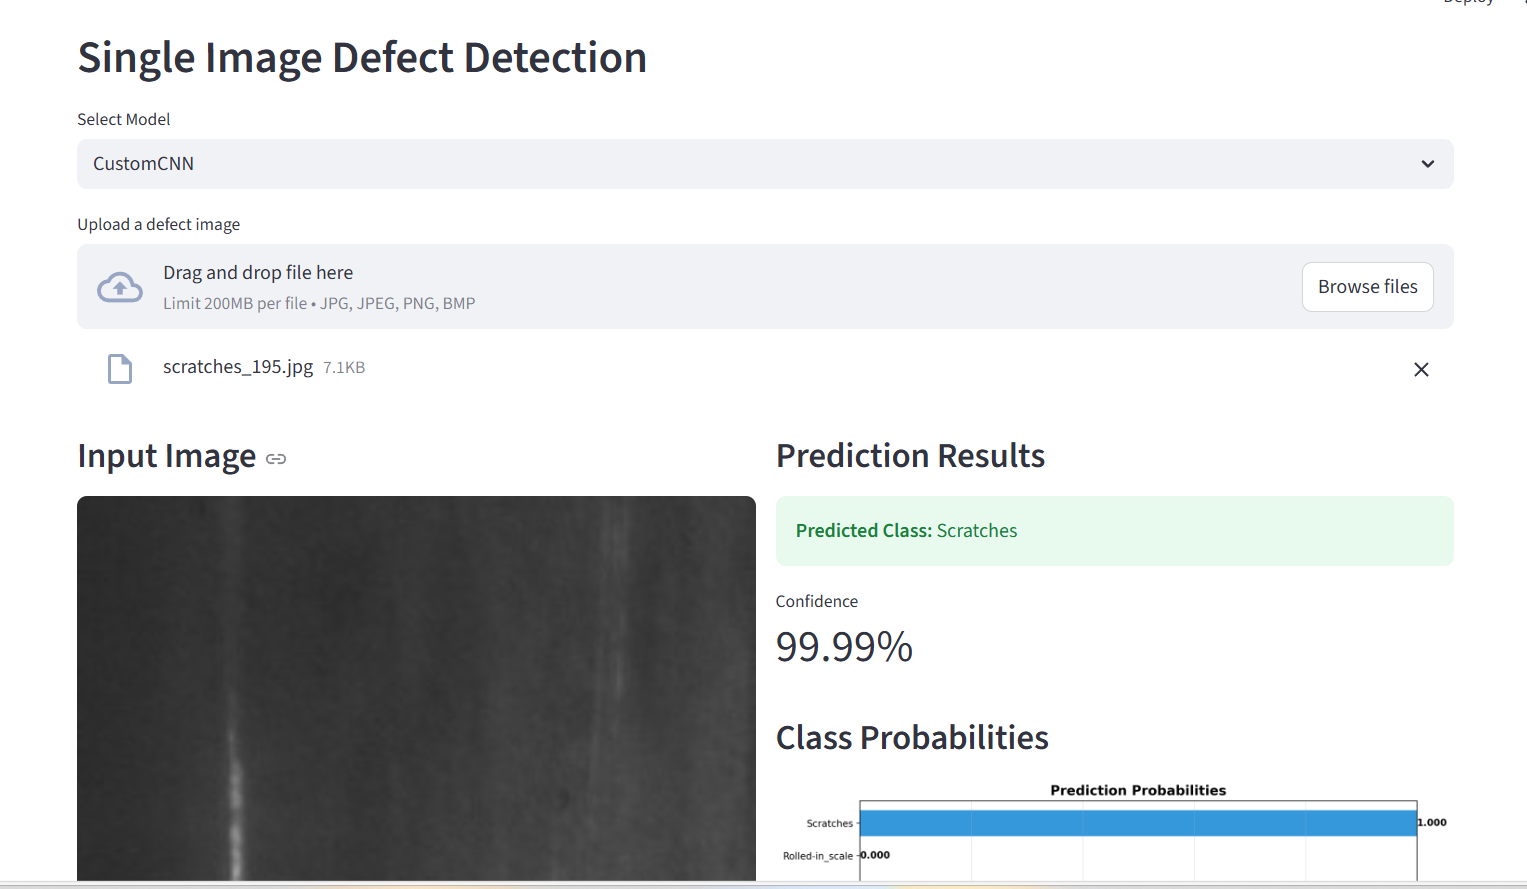 Deploy
Single Image Defect Detection
Select Model
CustomCNN
Upload a defect image
Drag and drop file here
Limit 200MB per file • JPG, JPEG, PNG, BMP
Browse files
scratches_195.jpg 7.1KB
Input Image
Prediction Results
Predicted Class: Scratches
Confidence
99.99%
Class Probabilities
Prediction Probabilities
Scratches 1.000
Rolled-in_scale 0.000